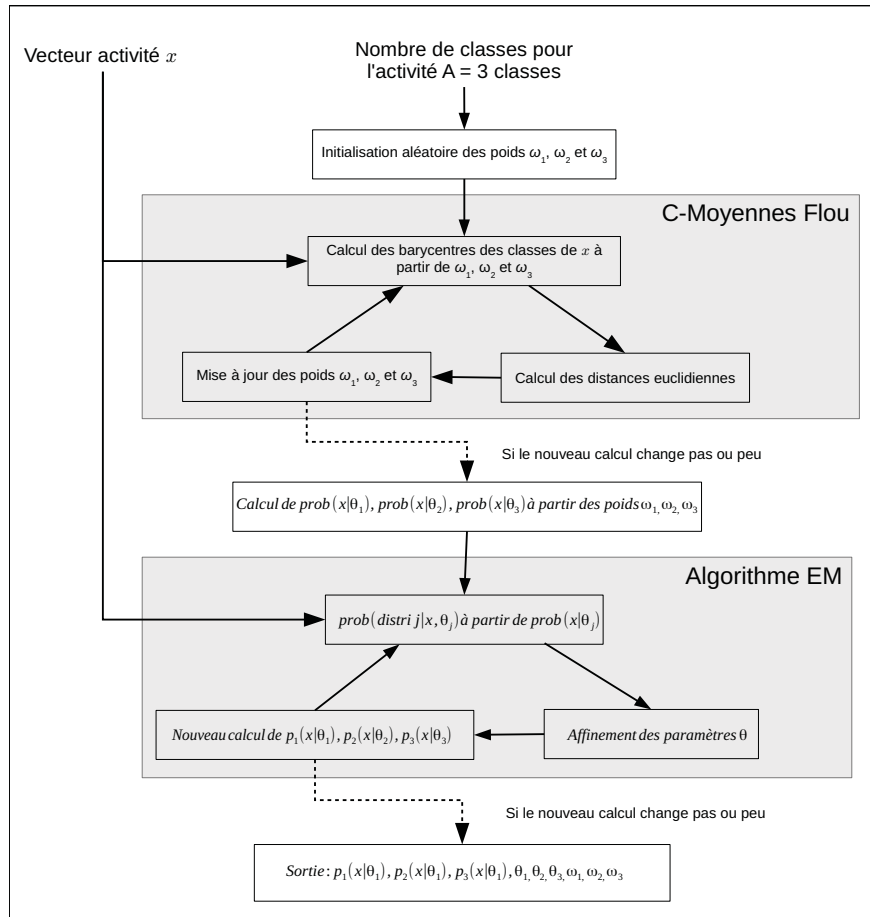 Vecteur activité x
Nombre de classes pour
l'activité A = 3 classes
Initialisation aléatoire des poids ω₁, ω₂ et ω₃
C-Moyennes Flou
Calcul des barycentres des classes de x à
partir de ω₁, ω₂ et ω₃
Mise à jour des poids ω₁, ω₂ et ω₃
Calcul des distances euclidiennes
Si le nouveau calcul change pas ou peu
Calcul de prob(x|θ₁), prob(x|θ₂), prob(x|θ₃) à partir des poids ω₁, ω₂, ω₃
Algorithme EM
prob(distri j|x, θⱼ) à partir de prob(x|θⱼ)
Nouveau calcul de p₁(x|θ₁), p₂(x|θ₂), p₃(x|θ₃)
Affinement des paramètres θ
Si le nouveau calcul change pas ou peu
Sortie : p₁(x|θ₁), p₂(x|θ₁), p₃(x|θ₁), θ₁, θ₂, θ₃, ω₁, ω₂, ω₃